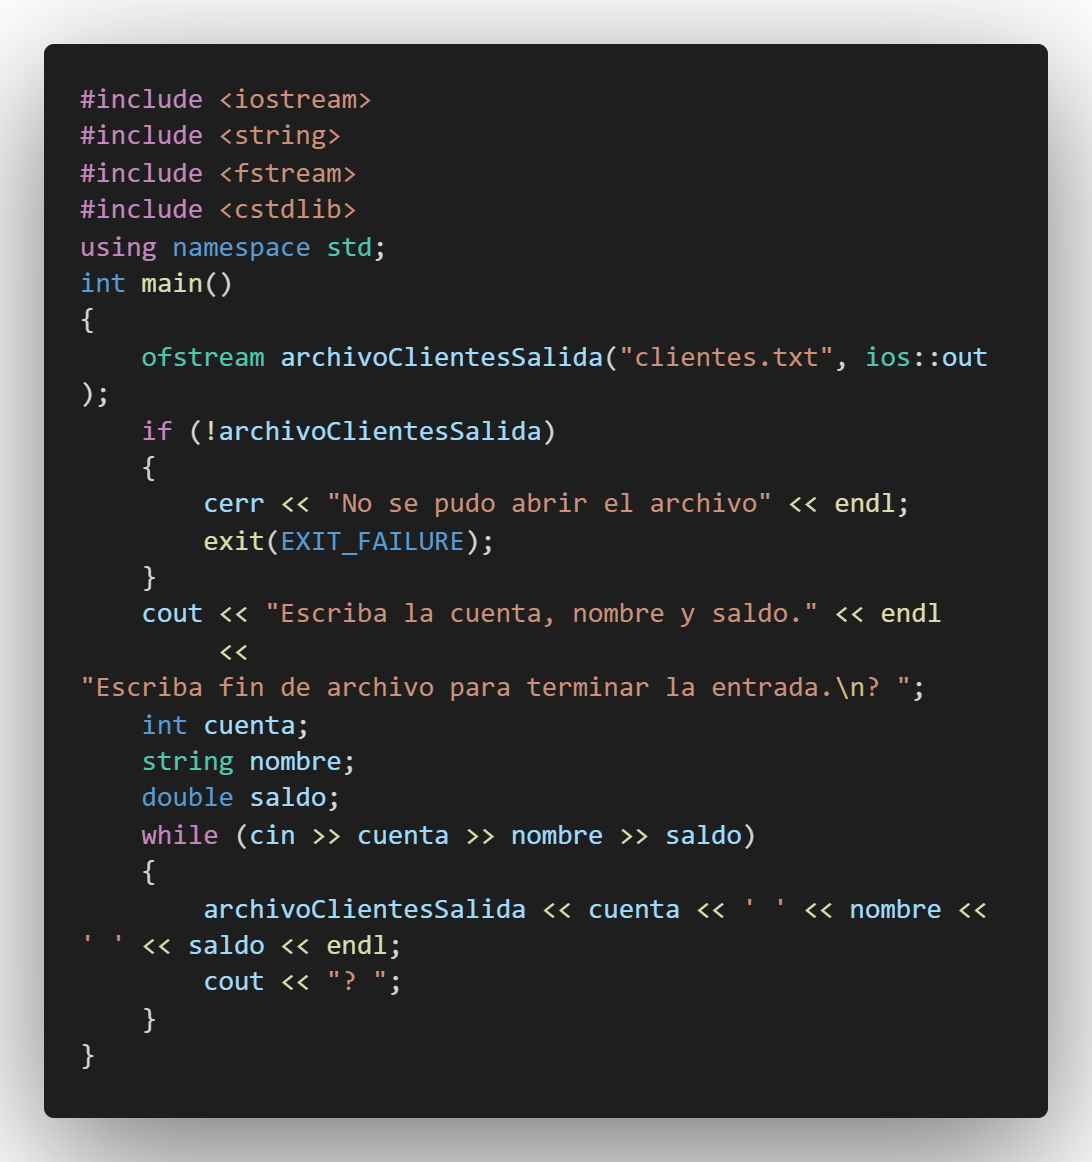 #include <iostream>
#include <string>
#include <fstream>
#include <cstdlib>
using namespace std;
int main()
{
    ofstream archivoClientesSalida("clientes.txt", ios::out
);
    if (!archivoClientesSalida)
    {
        cerr << "No se pudo abrir el archivo" << endl;
        exit(EXIT_FAILURE);
    }
    cout << "Escriba la cuenta, nombre y saldo." << endl
         <<
"Escriba fin de archivo para terminar la entrada.\n? ";
    int cuenta;
    string nombre;
    double saldo;
    while (cin >> cuenta >> nombre >> saldo)
    {
        archivoClientesSalida << cuenta << ' ' << nombre <<
' ' << saldo << endl;
        cout << "? ";
    }
}